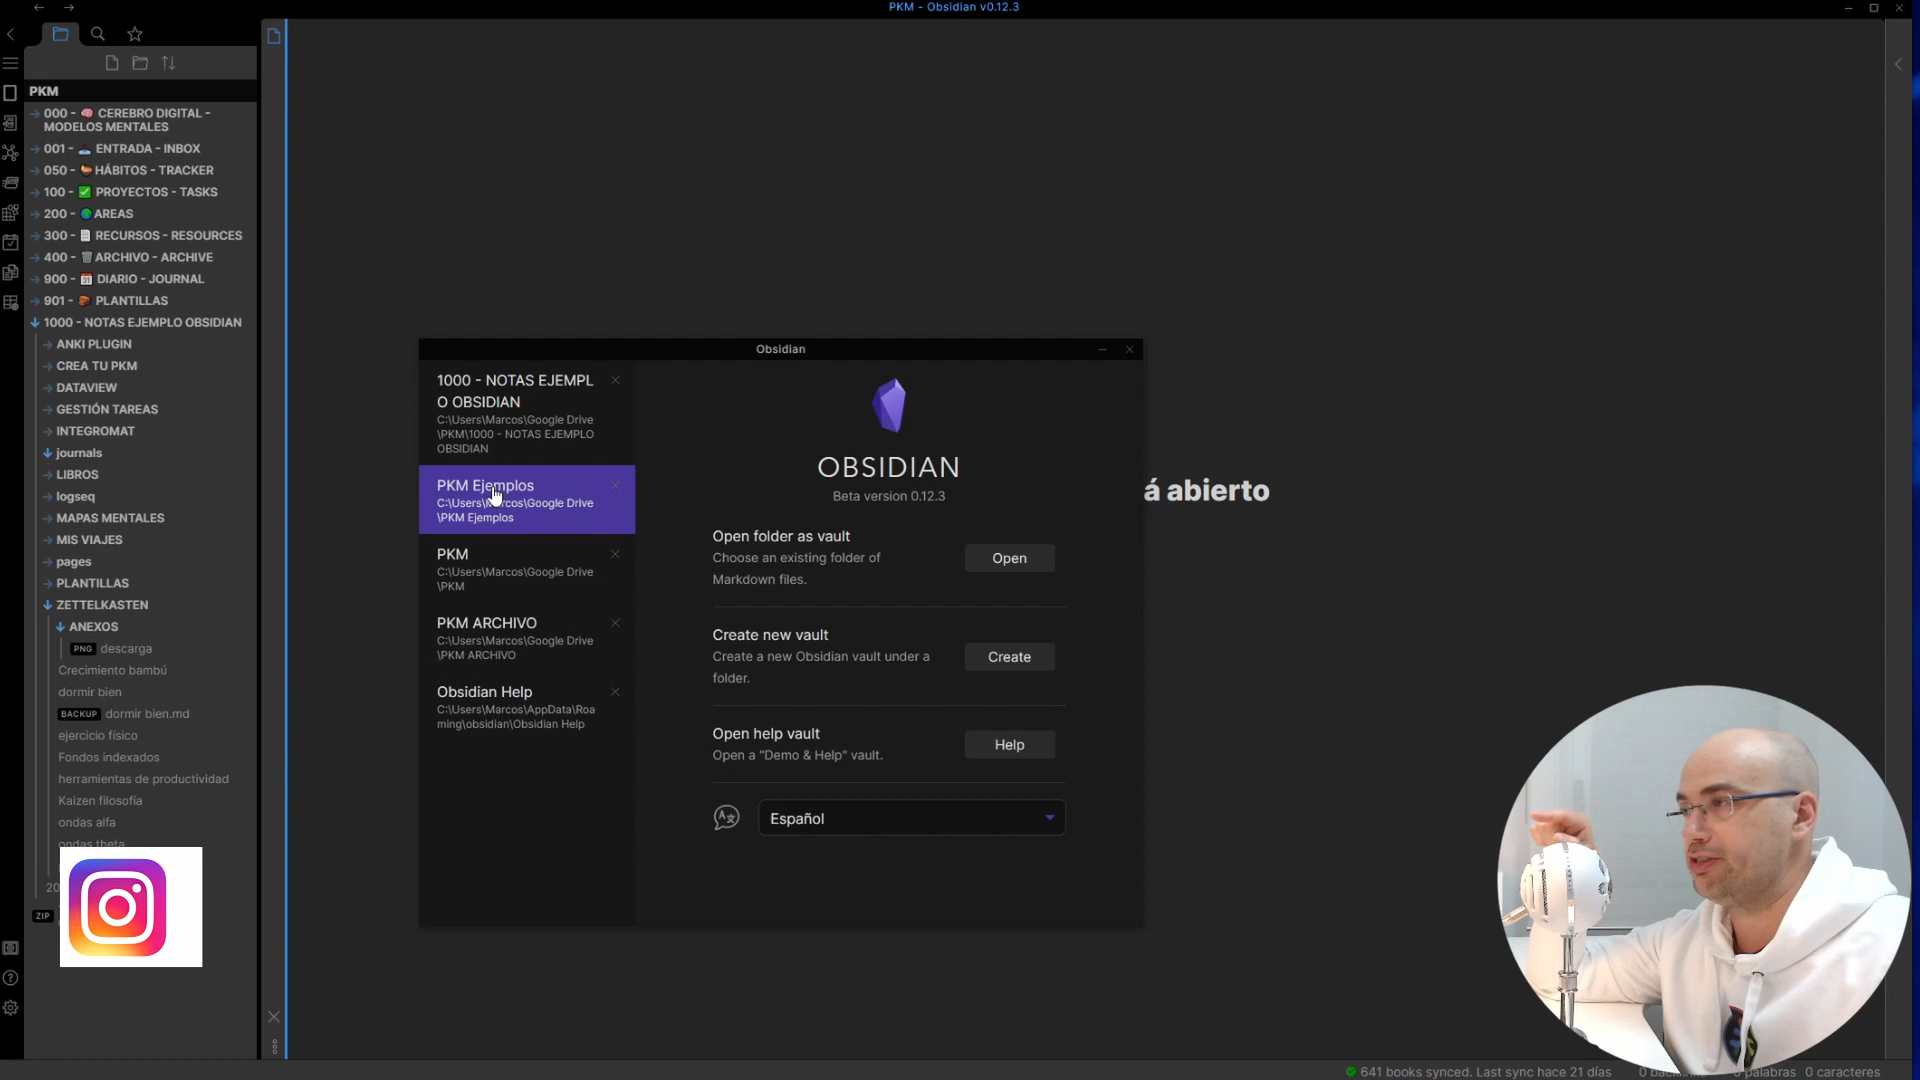 PKM - Obsidian v0.12.3
PKM
000 - 🧠 CEREBRO DIGITAL -
MODELOS MENTALES
001 - 📥 ENTRADA - INBOX
050 - HÁBITOS - TRACKER
100 - ✅ PROYECTOS - TASKS
200 - 🌍 AREAS
300 - 📄 RECURSOS - RESOURCES
400 - 🗑 ARCHIVO - ARCHIVE
900 - 📅 DIARIO - JOURNAL
901 - PLANTILLAS
1000 - NOTAS EJEMPLO OBSIDIAN
ANKI PLUGIN
CREA TU PKM
DATAVIEW
GESTIÓN TAREAS
INTEGROMAT
journals
LIBROS
logseq
MAPAS MENTALES
MIS VIAJES
pages
PLANTILLAS
ZETTELKASTEN
ANEXOS
PNG descarga
Crecimiento bambú
dormir bien
BACKUP dormir bien.md
ejercicio físico
Fondos indexados
herramientas de productividad
Kaizen filosofía
ondas alfa
ondas theta
20
ZIP
Obsidian
1000 - NOTAS EJEMPL
O OBSIDIAN
C:\Users\Marcos\Google Drive
\PKM\1000 - NOTAS EJEMPLO
OBSIDIAN
PKM Ejemplos
C:\Users\Marcos\Google Drive
\PKM Ejemplos
PKM
C:\Users\Marcos\Google Drive
\PKM
PKM ARCHIVO
C:\Users\Marcos\Google Drive
\PKM ARCHIVO
Obsidian Help
C:\Users\Marcos\AppData\Roa
ming\obsidian\Obsidian Help
OBSIDIAN
Beta version 0.12.3
Open folder as vault
Choose an existing folder of
Markdown files.
Open
Create new vault
Create a new Obsidian vault under a
folder.
Create
Open help vault
Open a "Demo & Help" vault.
Help
Español
á abierto
641 books synced. Last sync hace 21 días
palabras
0 caracteres